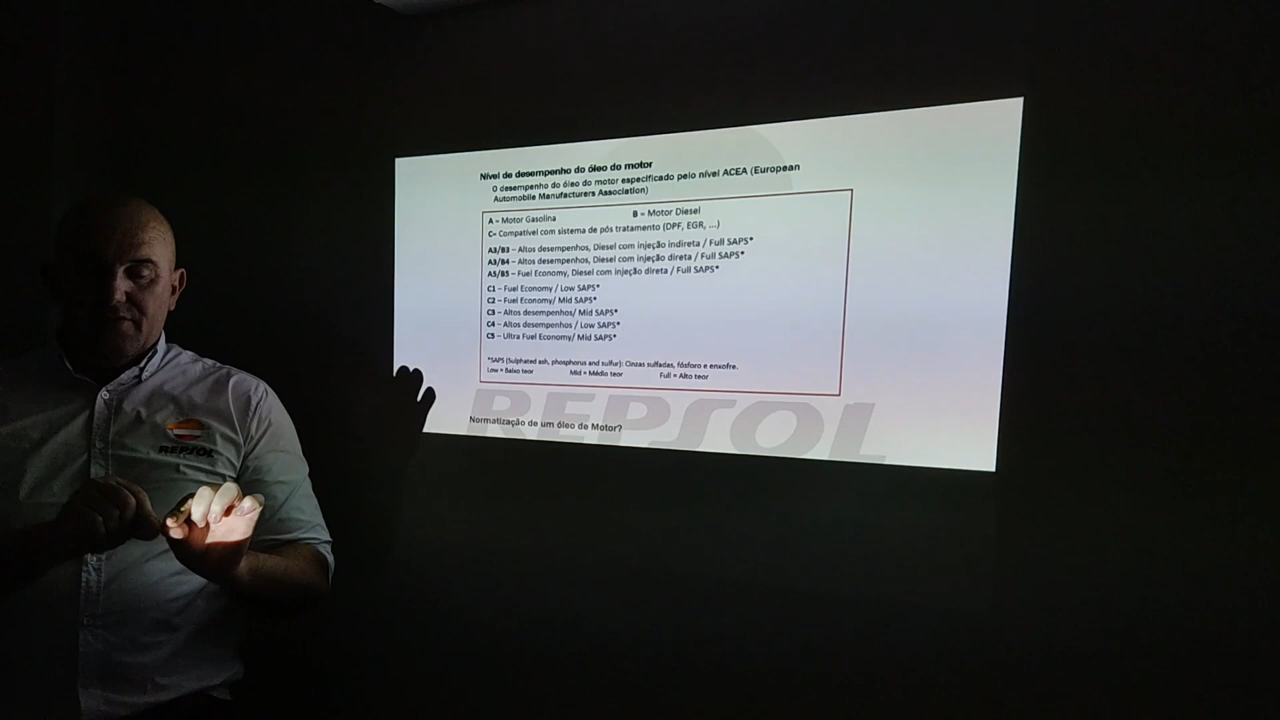 Nível de desempenho do óleo do motor
O desempenho do óleo do motor especificado pelo nível ACEA (European
Automobile Manufacturers Association)
A = Motor Gasolina B = Motor Diesel
C= Compatível com sistema de pós tratamento (DPF, EGR, ...)
A3/B3 – Altos desempenhos, Diesel com injeção indireta / Full SAPS*
A3/B4 – Altos desempenhos, Diesel com injeção direta / Full SAPS*
A5/B5 – Fuel Economy, Diesel com injeção direta / Full SAPS*
C1 – Fuel Economy / Low SAPS*
C2 – Fuel Economy/ Mid SAPS*
C3 – Altos desempenhos/ Mid SAPS*
C4 – Altos desempenhos / Low SAPS*
C5 – Ultra Fuel Economy/ Mid SAPS*
*SAPS (Sulphated ash, phosphorus and sulfur): Cinzas sulfadas, fósforo e enxofre.
Low = Baixo teor Mid = Médio teor Full = Alto teor
REPSOL
Normatização de um óleo de Motor?
REPSOL